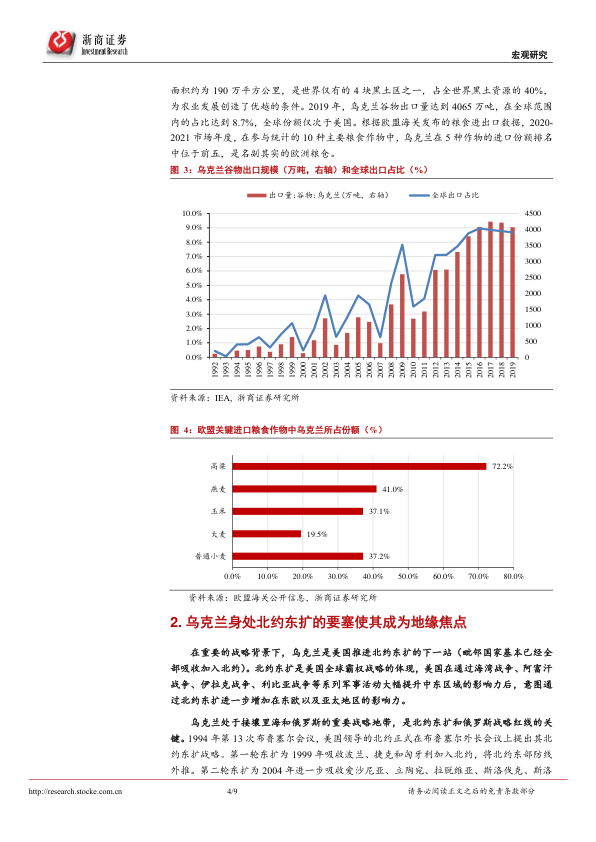 浙商证券
Investment Research
宏观研究
面积约为 190 万平方公里，是世界仅有的 4 块黑土区之一，占全世界黑土资源的 40%，
为农业发展创造了优越的条件。2019 年，乌克兰谷物出口量达到 4065 万吨，在全球范围
内的占比达到 8.7%，全球份额仅次于美国。根据欧盟海关发布的粮食进出口数据，2020-
2021 市场年度，在参与统计的 10 种主要粮食作物中，乌克兰在 5 种作物的进口份额排名
中位于前五，是名副其实的欧洲粮仓。
图 3：乌克兰谷物出口规模（万吨，右轴）和全球出口占比（%）
出口量:谷物:乌克兰(万吨，右轴） 全球出口占比
10.0% 4500
9.0% 4000
8.0% 3500
7.0% 3000
6.0% 2500
5.0% 2000
4.0% 1500
3.0% 1000
2.0% 500
1.0% 0
0.0%
1992 1993 1994 1995 1996 1997 1998 1999 2000 2001 2002 2003 2004 2005 2006 2007 2008 2009 2010 2011 2012 2013 2014 2015 2016 2017 2018 2019
资料来源：IEA, 浙商证券研究所
图 4：欧盟关键进口粮食作物中乌克兰所占份额（%）
高粱 72.2%
燕麦 41.0%
玉米 37.1%
大麦 19.5%
普通小麦 37.2%
0.0% 10.0% 20.0% 30.0% 40.0% 50.0% 60.0% 70.0% 80.0%
资料来源：欧盟海关公开信息，浙商证券研究所
2. 乌克兰身处北约东扩的要塞使其成为地缘焦点
在重要的战略背景下，乌克兰是美国推进北约东扩的下一站（毗邻国家基本已经全
部吸收加入北约）。北约东扩是美国全球霸权战略的体现，美国在通过海湾战争、阿富汗
战争、伊拉克战争、利比亚战争等系列军事活动大幅提升中东区域的影响力后，意图通
过北约东扩进一步增加在东欧以及亚太地区的影响力。
乌克兰处于接壤里海和俄罗斯的重要战略地带，是北约东扩和俄罗斯战略红线的关
键。1994 年第 13 次布鲁塞尔会议，美国领导的北约正式在布鲁塞尔外长会议上提出其北
约东扩战略。第一轮东扩为 1999 年吸收波兰、捷克和匈牙利加入北约，将北约东部防线
外推。第二轮东扩为 2004 年进一步吸收爱沙尼亚、立陶宛、拉脱维亚、斯洛伐克、斯洛
http://research.stocke.com.cn 4/9 请务必阅读正文之后的免责条款部分